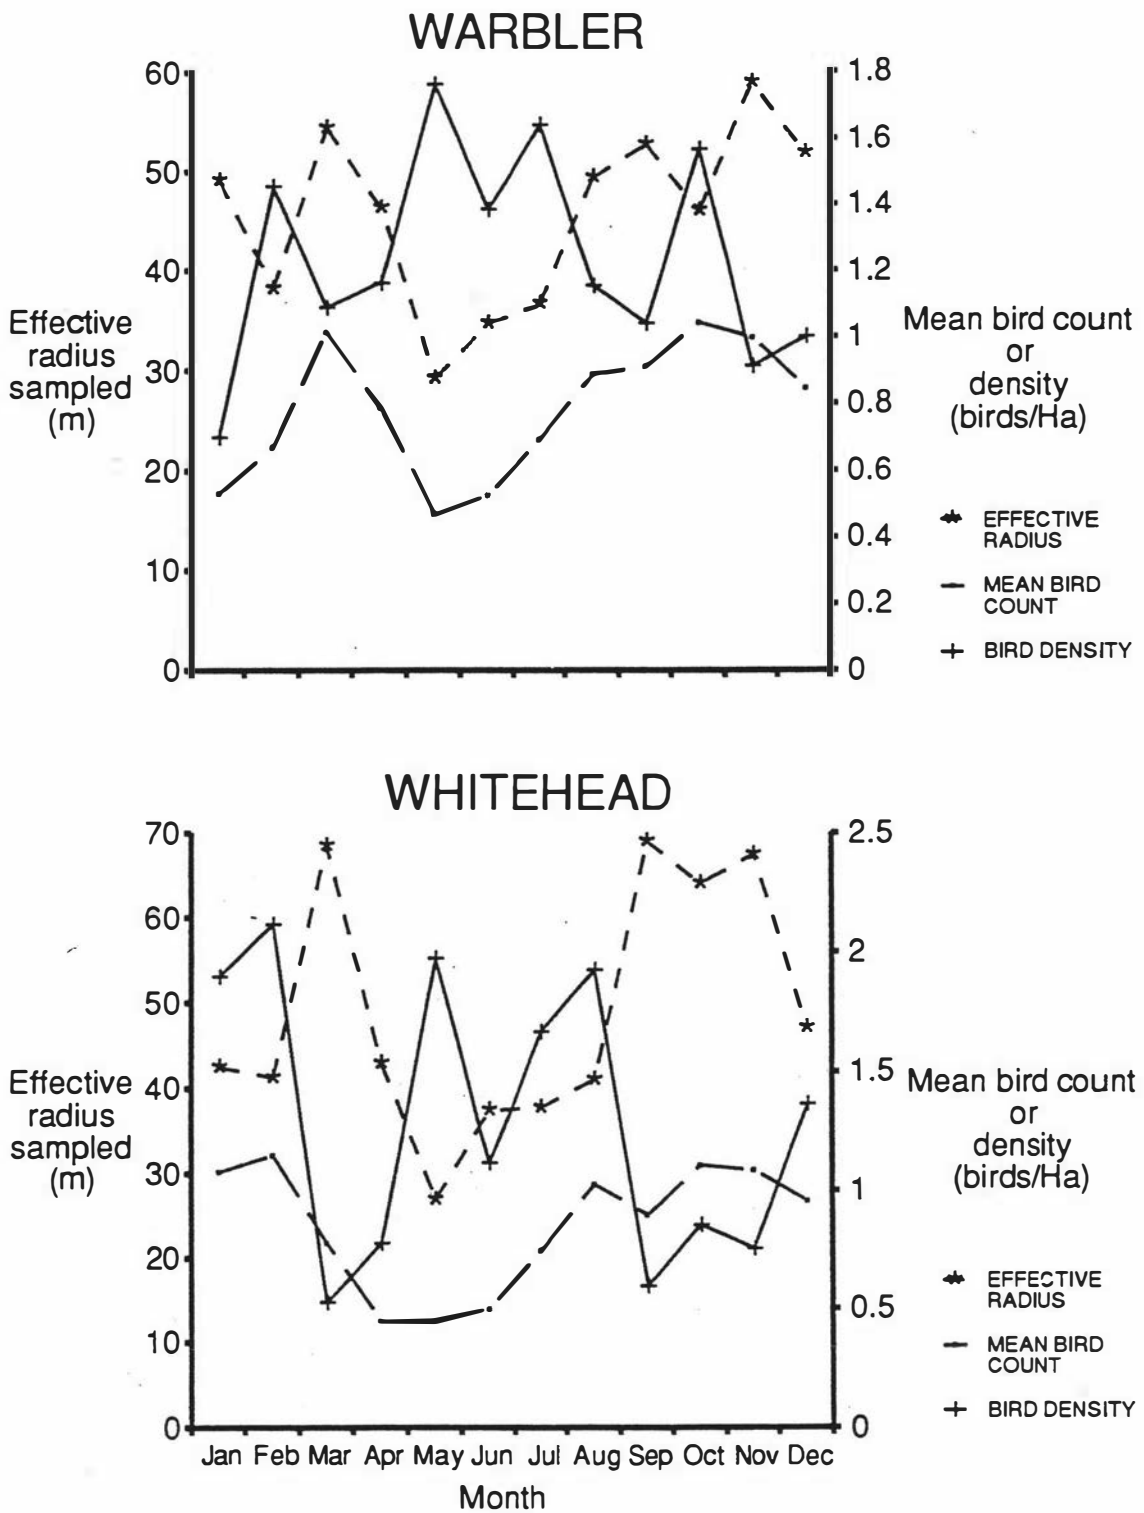 WARBLER
60
50
40
30
20
10
0
Effective
radius
sampled
(m)
1.8
1.6
1.4
1.2
1
0.8
0.6
0.4
0.2
0
Mean bird count
or
density
(birds/Ha)
EFFECTIVE
RADIUS
MEAN BIRD
COUNT
BIRD DENSITY
WHITEHEAD
70
60
50
40
30
20
10
0
Effective
radius
sampled
(m)
2.5
2
1.5
1
0.5
0
Mean bird count
or
density
(birds/Ha)
EFFECTIVE
RADIUS
MEAN BIRD
COUNT
BIRD DENSITY
Jan Feb Mar Apr May Jun Jul Aug Sep Oct Nov Dec
Month